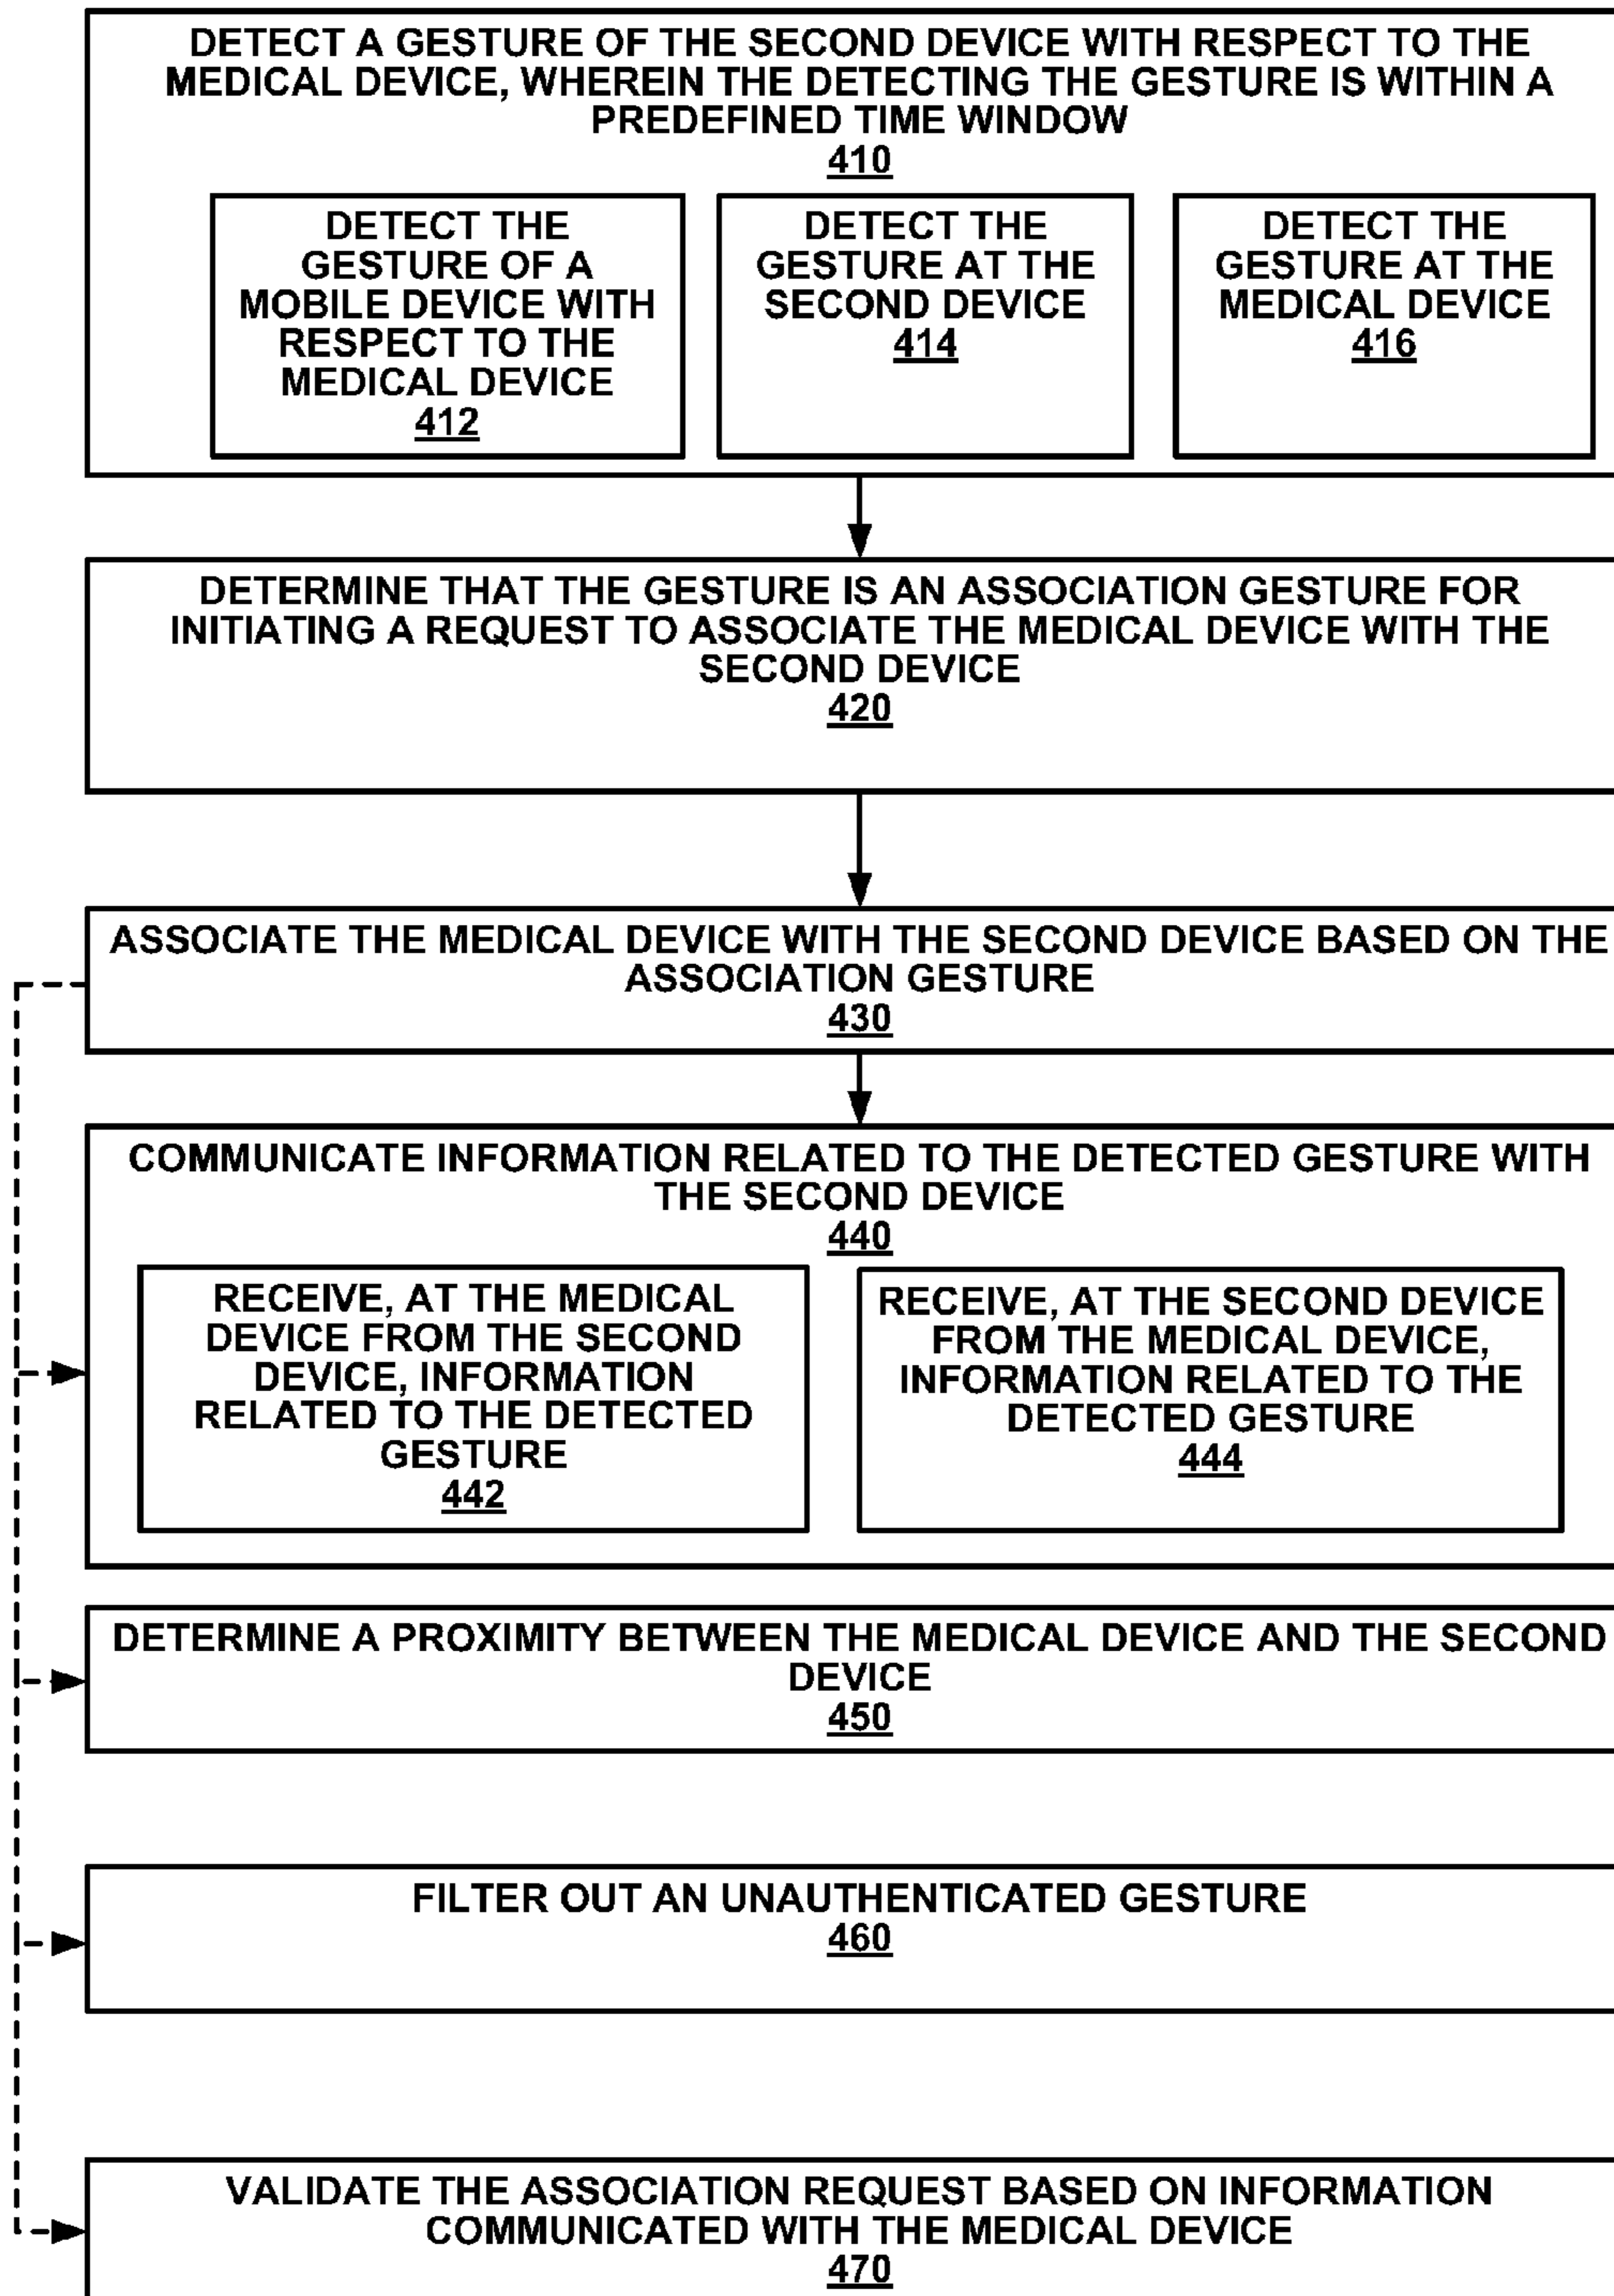 DETECT A GESTURE OF THE SECOND DEVICE WITH RESPECT TO THE
MEDICAL DEVICE, WHEREIN THE DETECTING THE GESTURE IS WITHIN A
PREDEFINED TIME WINDOW
410
DETECT THE
GESTURE OF A
MOBILE DEVICE WITH
RESPECT TO THE
MEDICAL DEVICE
412
DETECT THE
GESTURE AT THE
SECOND DEVICE
414
DETECT THE
GESTURE AT THE
MEDICAL DEVICE
416
DETERMINE THAT THE GESTURE IS AN ASSOCIATION GESTURE FOR
INITIATING A REQUEST TO ASSOCIATE THE MEDICAL DEVICE WITH THE
SECOND DEVICE
420
ASSOCIATE THE MEDICAL DEVICE WITH THE SECOND DEVICE BASED ON THE
ASSOCIATION GESTURE
430
COMMUNICATE INFORMATION RELATED TO THE DETECTED GESTURE WITH
THE SECOND DEVICE
440
RECEIVE, AT THE MEDICAL
DEVICE FROM THE SECOND
DEVICE, INFORMATION
RELATED TO THE DETECTED
GESTURE
442
RECEIVE, AT THE SECOND DEVICE
FROM THE MEDICAL DEVICE,
INFORMATION RELATED TO THE
DETECTED GESTURE
444
DETERMINE A PROXIMITY BETWEEN THE MEDICAL DEVICE AND THE SECOND
DEVICE
450
FILTER OUT AN UNAUTHENTICATED GESTURE
460
VALIDATE THE ASSOCIATION REQUEST BASED ON INFORMATION
COMMUNICATED WITH THE MEDICAL DEVICE
470